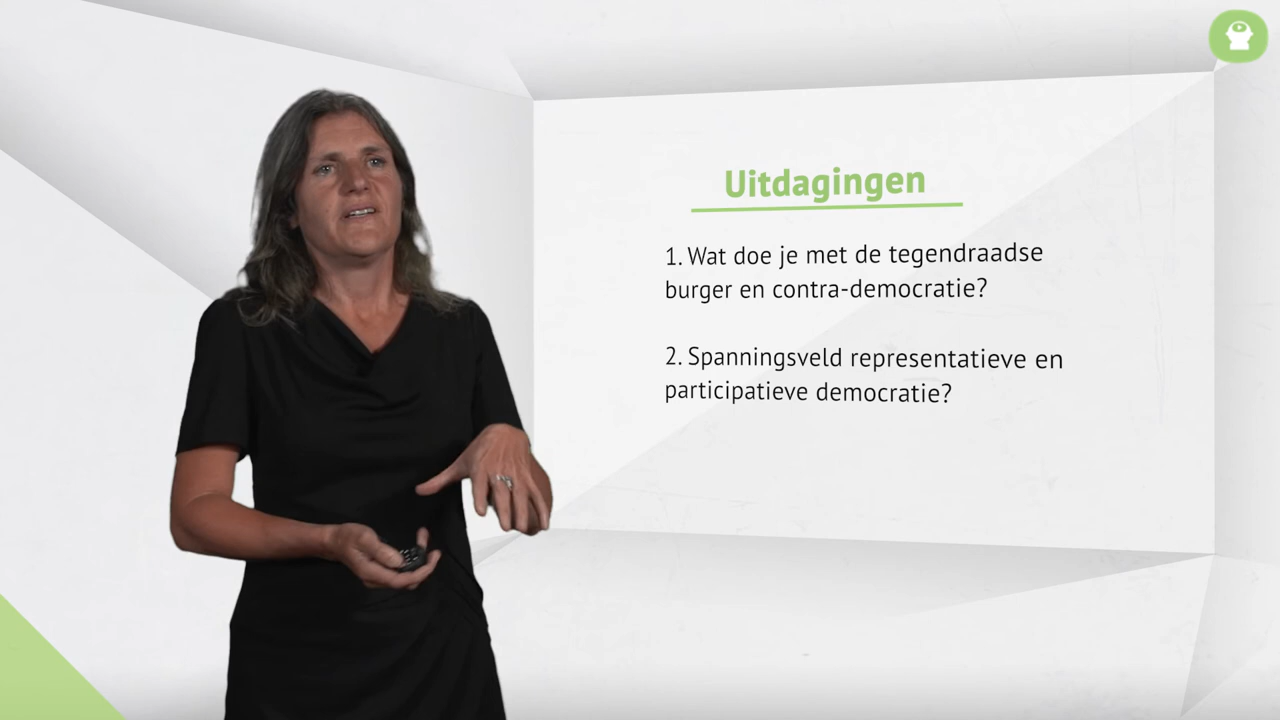 Uitdagingen
1. Wat doe je met de tegendraadse
burger en contra-democratie?
2. Spanningsveld representatieve en
participatieve democratie?